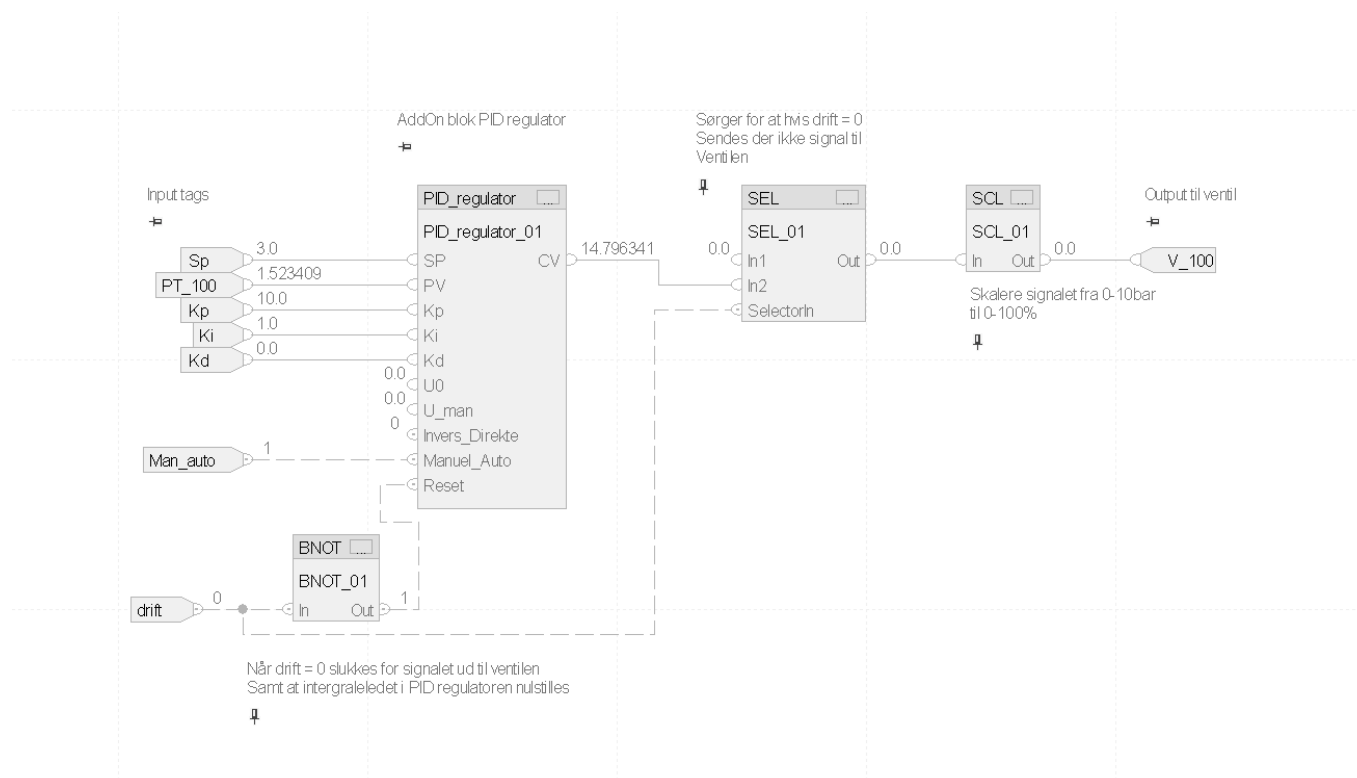 AddOn blok PID regulator
Sørger for at hvis drift = 0
Sendes der ikke signal til
Ventilen
Input tags
Output til ventil
PID_regulator ...
PID_regulator_01
SP
PV
Kp
Ki
Kd
U0
U_man
Invers_Direkte
Manuel_Auto
Reset
CV
14.796341
Sp
3.0
PT_100
1.523409
Kp
10.0
Ki
1.0
Kd
0.0
0.0
0.0
0
Man_auto
1
SEL ...
SEL_01
0.0
In1
Out
0.0
In2
SelectorIn
SCL ...
SCL_01
In
Out
0.0
V_100
Skalere signalet fra 0-10bar
til 0-100%
BNOT ...
BNOT_01
In
Out
1
drift
0
Når drift = 0 slukkes for signalet ud til ventilen
Samt at intergraleledet i PID regulatoren nulstilles